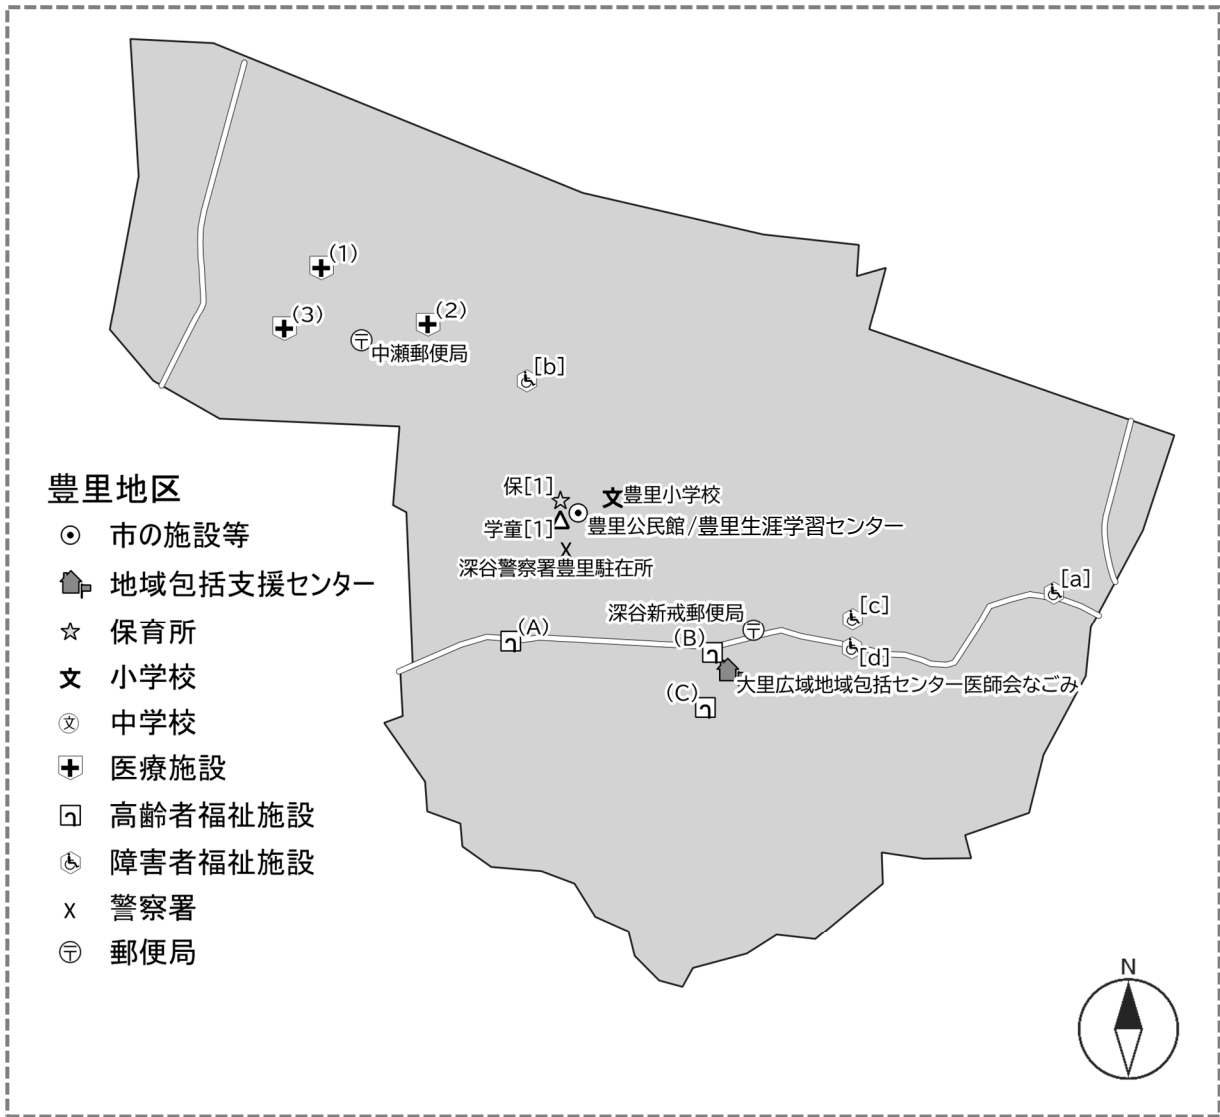 (1)
(3)
(2)
中瀬郵便局
[b]
保[1]
文豊里小学校
学童[1]
豊里公民館/豊里生涯学習センター
深谷警察署豊里駐在所
[a]
深谷新戒郵便局
[c]
(A)
(B)
[d]
大里広域地域包括センター医師会なごみ
(C)
豊里地区
市の施設等
地域包括支援センター
保育所
文 小学校
文 中学校
医療施設
高齢者福祉施設
障害者福祉施設
X 警察署
郵便局
N